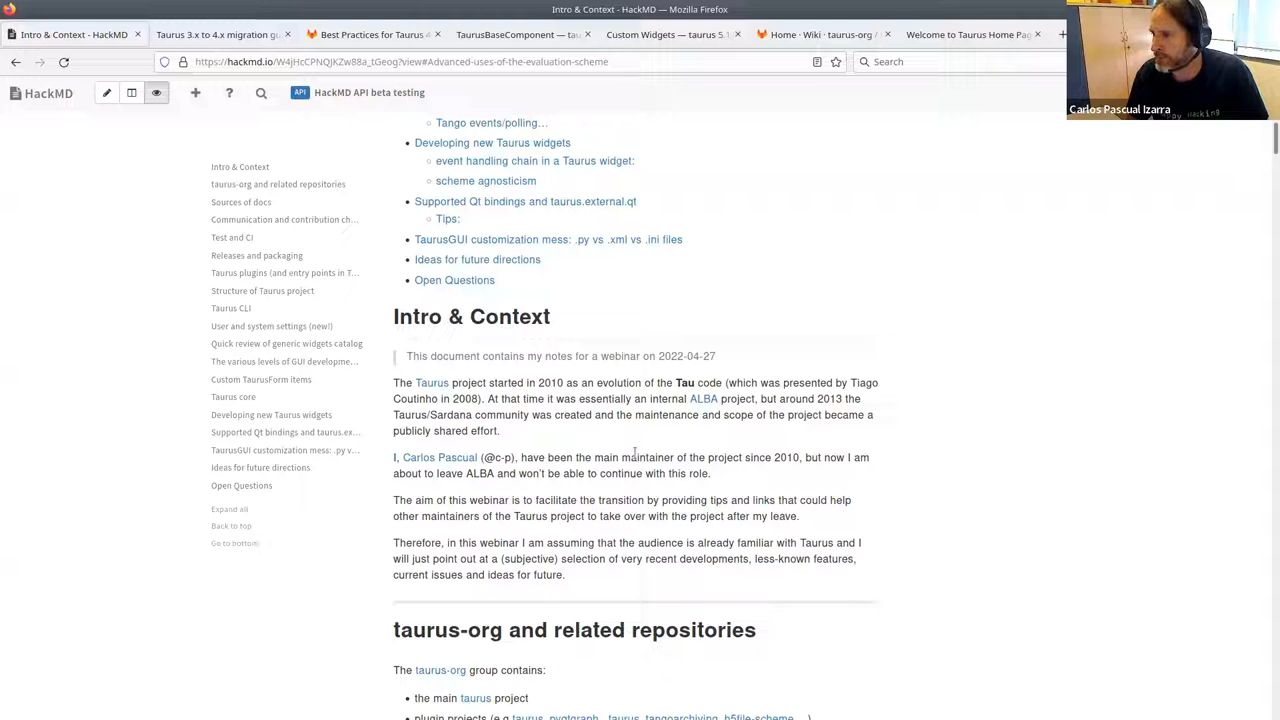 Intro & Context - HackMD — Mozilla Firefox
Intro & Context - HackMD
Taurus 3.x to 4.x migration gu
Best Practices for Taurus 4
TaurusBaseComponent — tau
Custom Widgets — taurus 5.1
Home · Wiki · taurus-org /
Welcome to Taurus Home Pag
https://hackmd.io/W4jHcCPNQJKZw88a_tGeog?view#Advanced-uses-of-the-evaluation-scheme
Search
HackMD
API
HackMD API beta testing
Carlos Pascual Izarra
Intro & Context
taurus-org and related repositories
Sources of docs
Communication and contribution ch…
Test and CI
Releases and packaging
Taurus plugins (and entry points in T…
Structure of Taurus project
Taurus CLI
User and system settings (new!)
Quick review of generic widgets catalog
The various levels of GUI developme…
Custom TaurusForm items
Taurus core
Developing new Taurus widgets
Supported Qt bindings and taurus.ex…
TaurusGUI customization mess: .py v…
Ideas for future directions
Open Questions
Expand all
Back to top
Go to bottom
Tango events/polling…
Developing new Taurus widgets
event handling chain in a Taurus widget:
scheme agnosticism
Supported Qt bindings and taurus.external.qt
Tips:
TaurusGUI customization mess: .py vs .xml vs .ini files
Ideas for future directions
Open Questions
Intro & Context
This document contains my notes for a webinar on 2022-04-27
The Taurus project started in 2010 as an evolution of the Tau code (which was presented by Tiago
Coutinho in 2008). At that time it was essentially an internal ALBA project, but around 2013 the
Taurus/Sardana community was created and the maintenance and scope of the project became a
publicly shared effort.
I, Carlos Pascual (@c-p), have been the main maintainer of the project since 2010, but now I am
about to leave ALBA and won't be able to continue with this role.
The aim of this webinar is to facilitate the transition by providing tips and links that could help
other maintainers of the Taurus project to take over with the project after my leave.
Therefore, in this webinar I am assuming that the audience is already familiar with Taurus and I
will just point out at a (subjective) selection of very recent developments, less-known features,
current issues and ideas for future.
taurus-org and related repositories
The taurus-org group contains:
the main taurus project
plugin projects (e.g taurus_pyqtgraph, taurus_tangoarchiving, h5file-scheme,...)